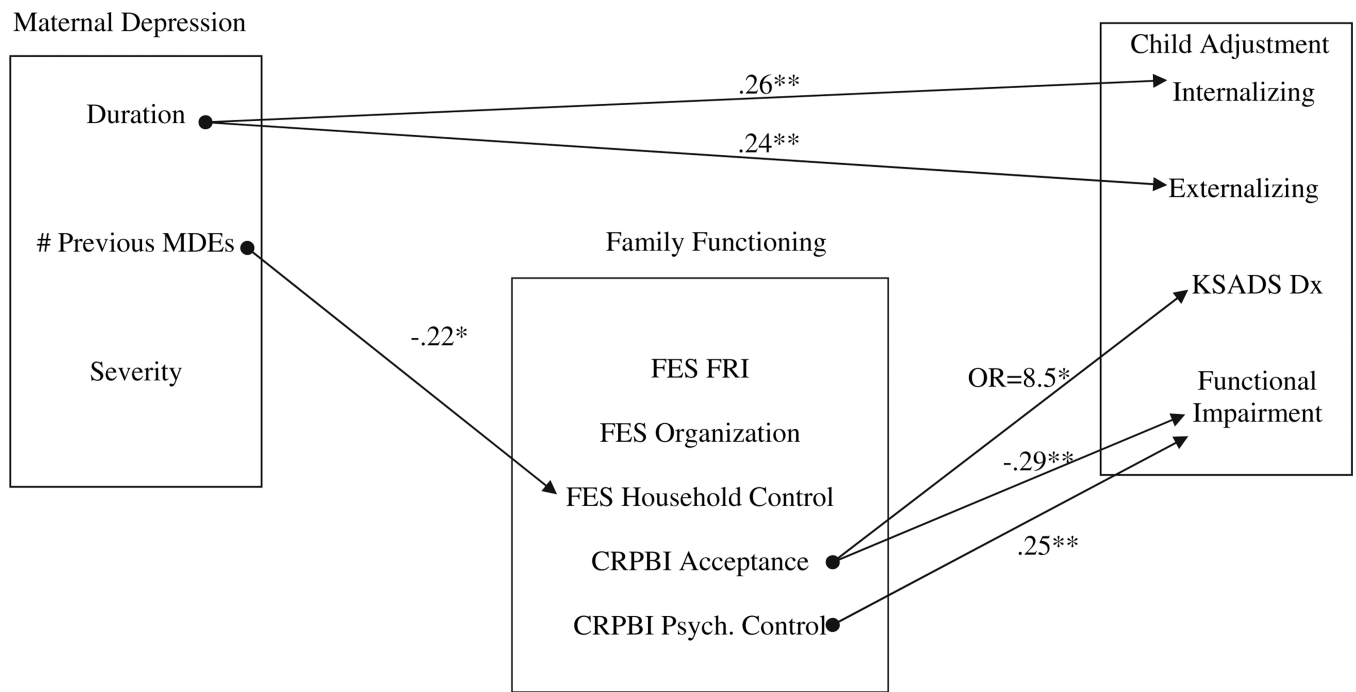 Maternal Depression
Duration
# Previous MDEs
Severity
.26**
.24**
-.22*
Family Functioning
FES FRI
FES Organization
FES Household Control
CRPBI Acceptance
CRPBI Psych. Control
OR=8.5*
-.29**
.25**
Child Adjustment
Internalizing
Externalizing
KSADS Dx
Functional
Impairment